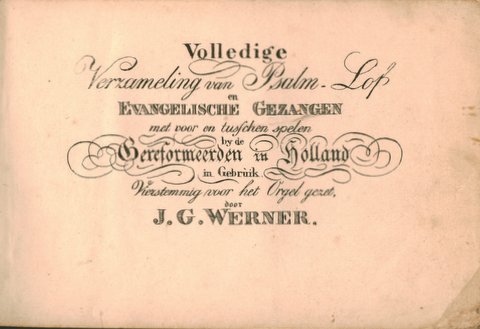 Volledige
Verzameling van Psalm-Lof
en
EVANGELISCHE GEZANGEN
met voor en tusschen spelen
by de
Gereformeerden in Holland
in Gebruik.
Vierstemmig voor het Orgel gezet,
door
J. G. WERNER.